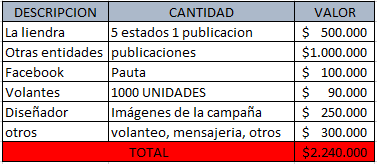 DESCRIPCION CANTIDAD VALOR
La liendra 5 estados 1 publicacion $ 500.000
Otras entidades publicaciones $1.000.000
Facebook Pauta $ 100.000
Volantes 1000 UNIDADES $ 90.000
Diseñador Imágenes de la campaña $ 250.000
otros volanteo, mensajeria, otros $ 300.000
TOTAL $2.240.000